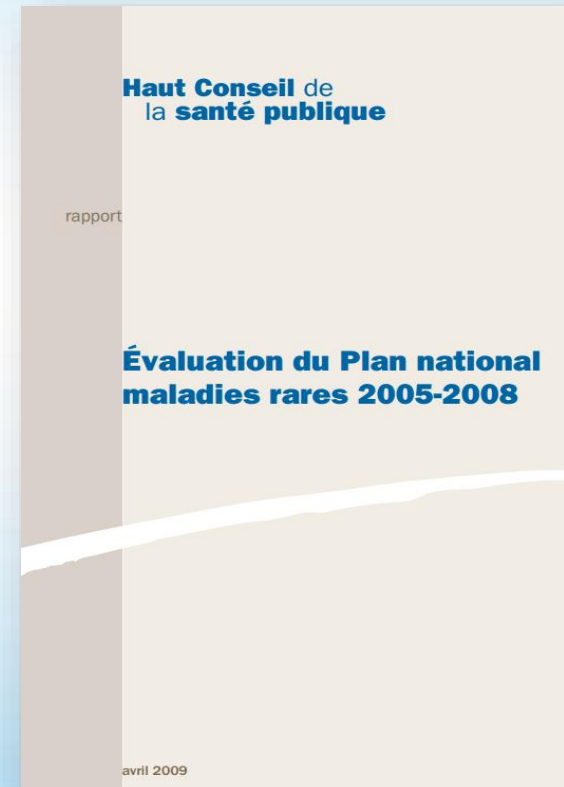 Haut Conseil de
la santé publique
rapport
Évaluation du Plan national
maladies rares 2005-2008
avril 2009